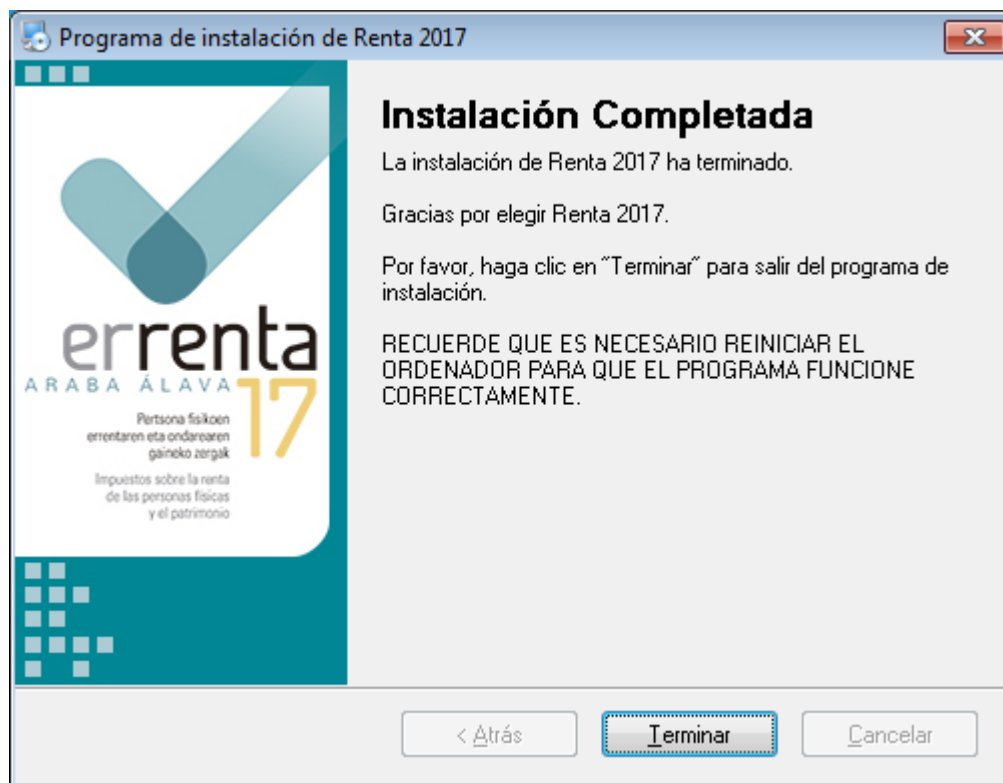 Programa de instalación de Renta 2017
Instalación Completada
La instalación de Renta 2017 ha terminado.
Gracias por elegir Renta 2017.
Por favor, haga clic en "Terminar" para salir del programa de
instalación.
RECUERDE QUE ES NECESARIO REINICIAR EL
ORDENADOR PARA QUE EL PROGRAMA FUNCIONE
CORRECTAMENTE.
errenta
ARABA ÁLAVA 17
Pertsona fisikoen
errentaren eta ondarearen
gaineko zergak
Impuestos sobre la renta
de las personas físicas
y el patrimonio
< Atrás
Terminar
Cancelar